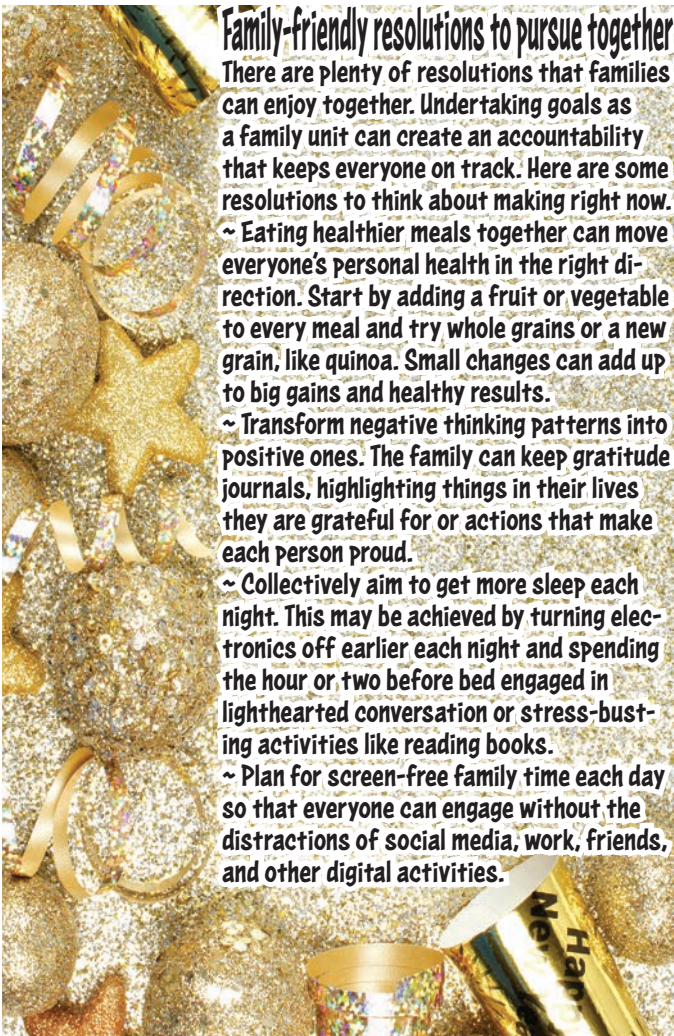 Family-friendly resolutions to pursue together
There are plenty of resolutions that families
can enjoy together. Undertaking goals as
a family unit can create an accountability
that keeps everyone on track. Here are some
resolutions to think about making right now.
~ Eating healthier meals together can move
everyone's personal health in the right di-
rection. Start by adding a fruit or vegetable
to every meal and try whole grains or a new
grain, like quinoa. Small changes can add up
to big gains and healthy results.
~ Transform negative thinking patterns into
positive ones. The family can keep gratitude
journals, highlighting things in their lives
they are grateful for or actions that make
each person proud.
~ Collectively aim to get more sleep each
night. This may be achieved by turning elec-
tronics off earlier each night and spending
the hour or two before bed engaged in
lighthearted conversation or stress-bust-
ing activities like reading books.
~ Plan for screen-free family time each day
so that everyone can engage without the
distractions of social media, work, friends,
and other digital activities.
Happ
New